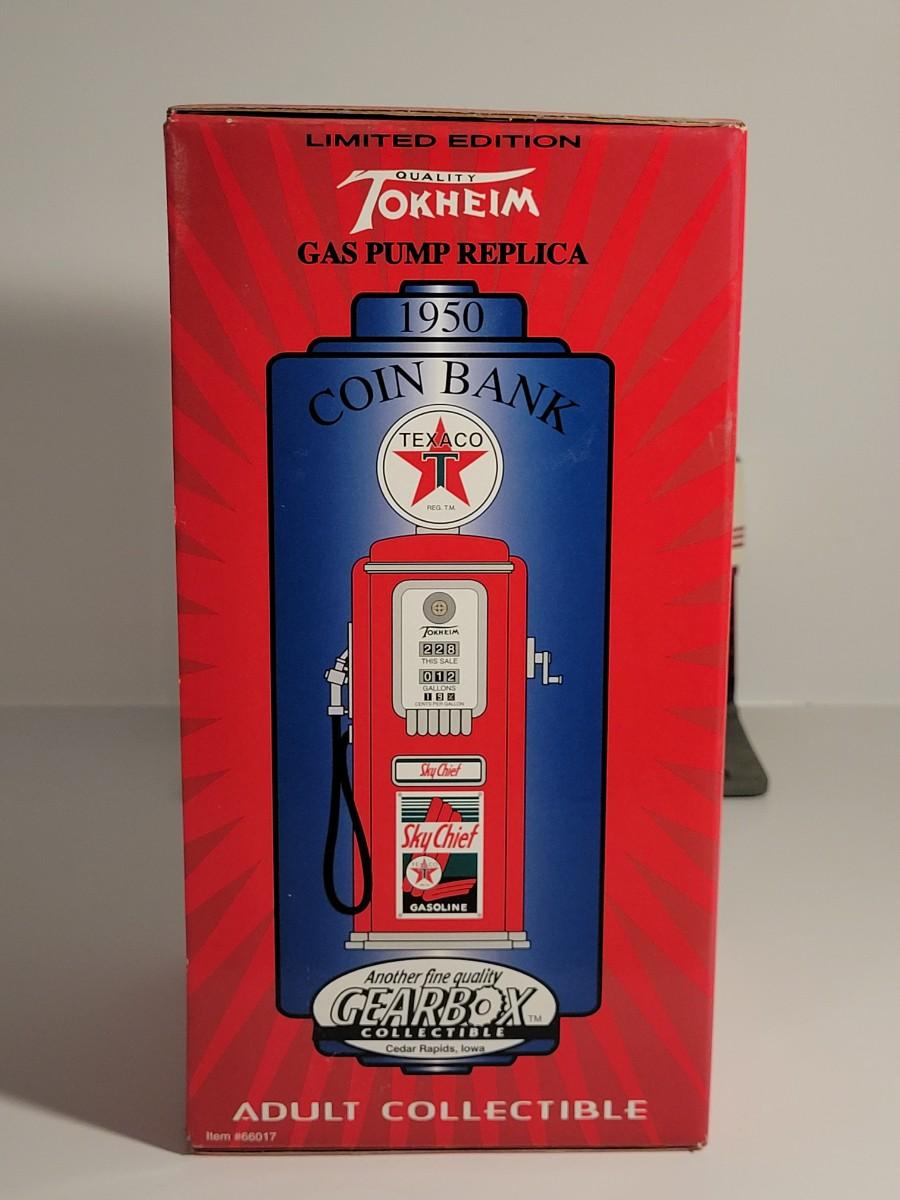 LIMITED EDITION
QUALITY
TOKHEIM
GAS PUMP REPLICA
1950
COIN BANK
TEXACO
T
REG. T.M.
TOKHEIM
228
THIS SALE
012
GALLONS
19
CENTS PER GALLON
Sky Chief
Sky Chief
TEXACO
T
GASOLINE
Another fine quality
GEARBOX TM
COLLECTIBLE
Cedar Rapids, Iowa
ADULT COLLECTIBLE
Item #66017